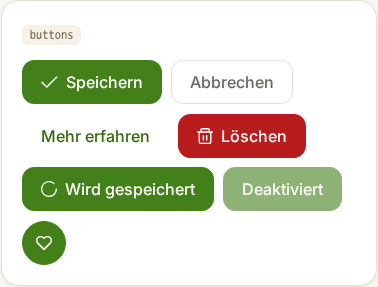 buttons
Speichern Abbrechen
Mehr erfahren Löschen
Wird gespeichert Deaktiviert